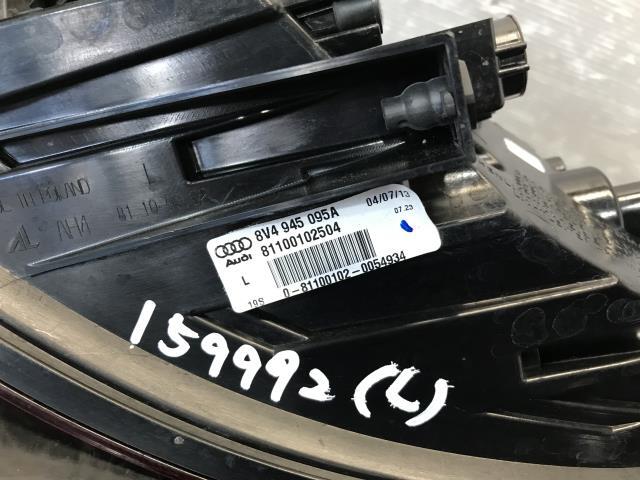 8V4 945 095A
04/07/13
Audi
81100102504
07.23
L
19S
0-81100102-0054934
159992 (L)